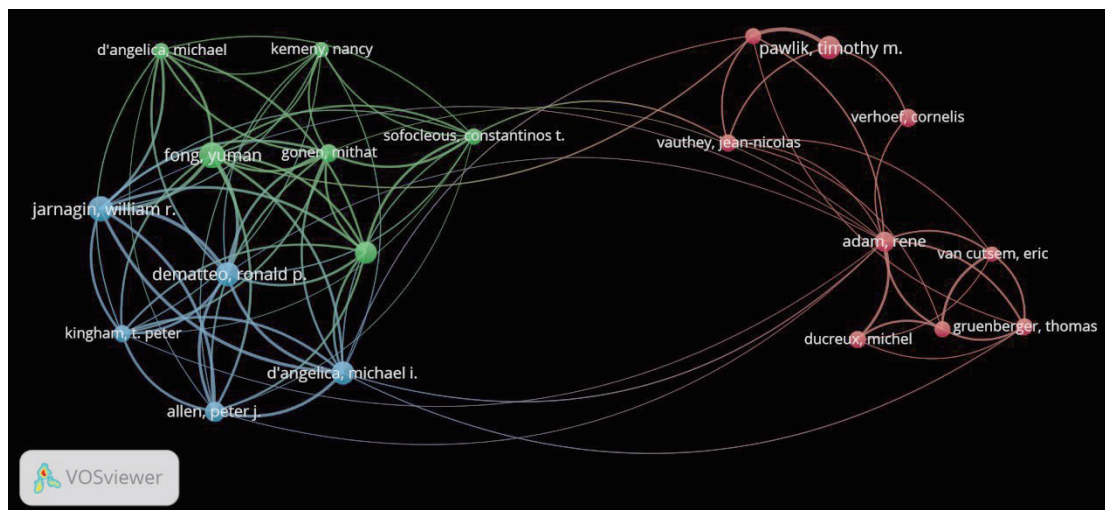 d'angelica, michael
kemeny, nancy
pawlik, timothy m.
verhoef, cornelis
sofocleous, constantinos t.
vauthey, jean-nicolas
fong, yuman
gonen, mithat
jarnagin, william r.
adam, rene
van cutsem, eric
dematteo, ronald p.
kingham, t. peter
gruenberger, thomas
ducreux, michel
d'angelica, michael i.
allen, peter j.
VOSviewer